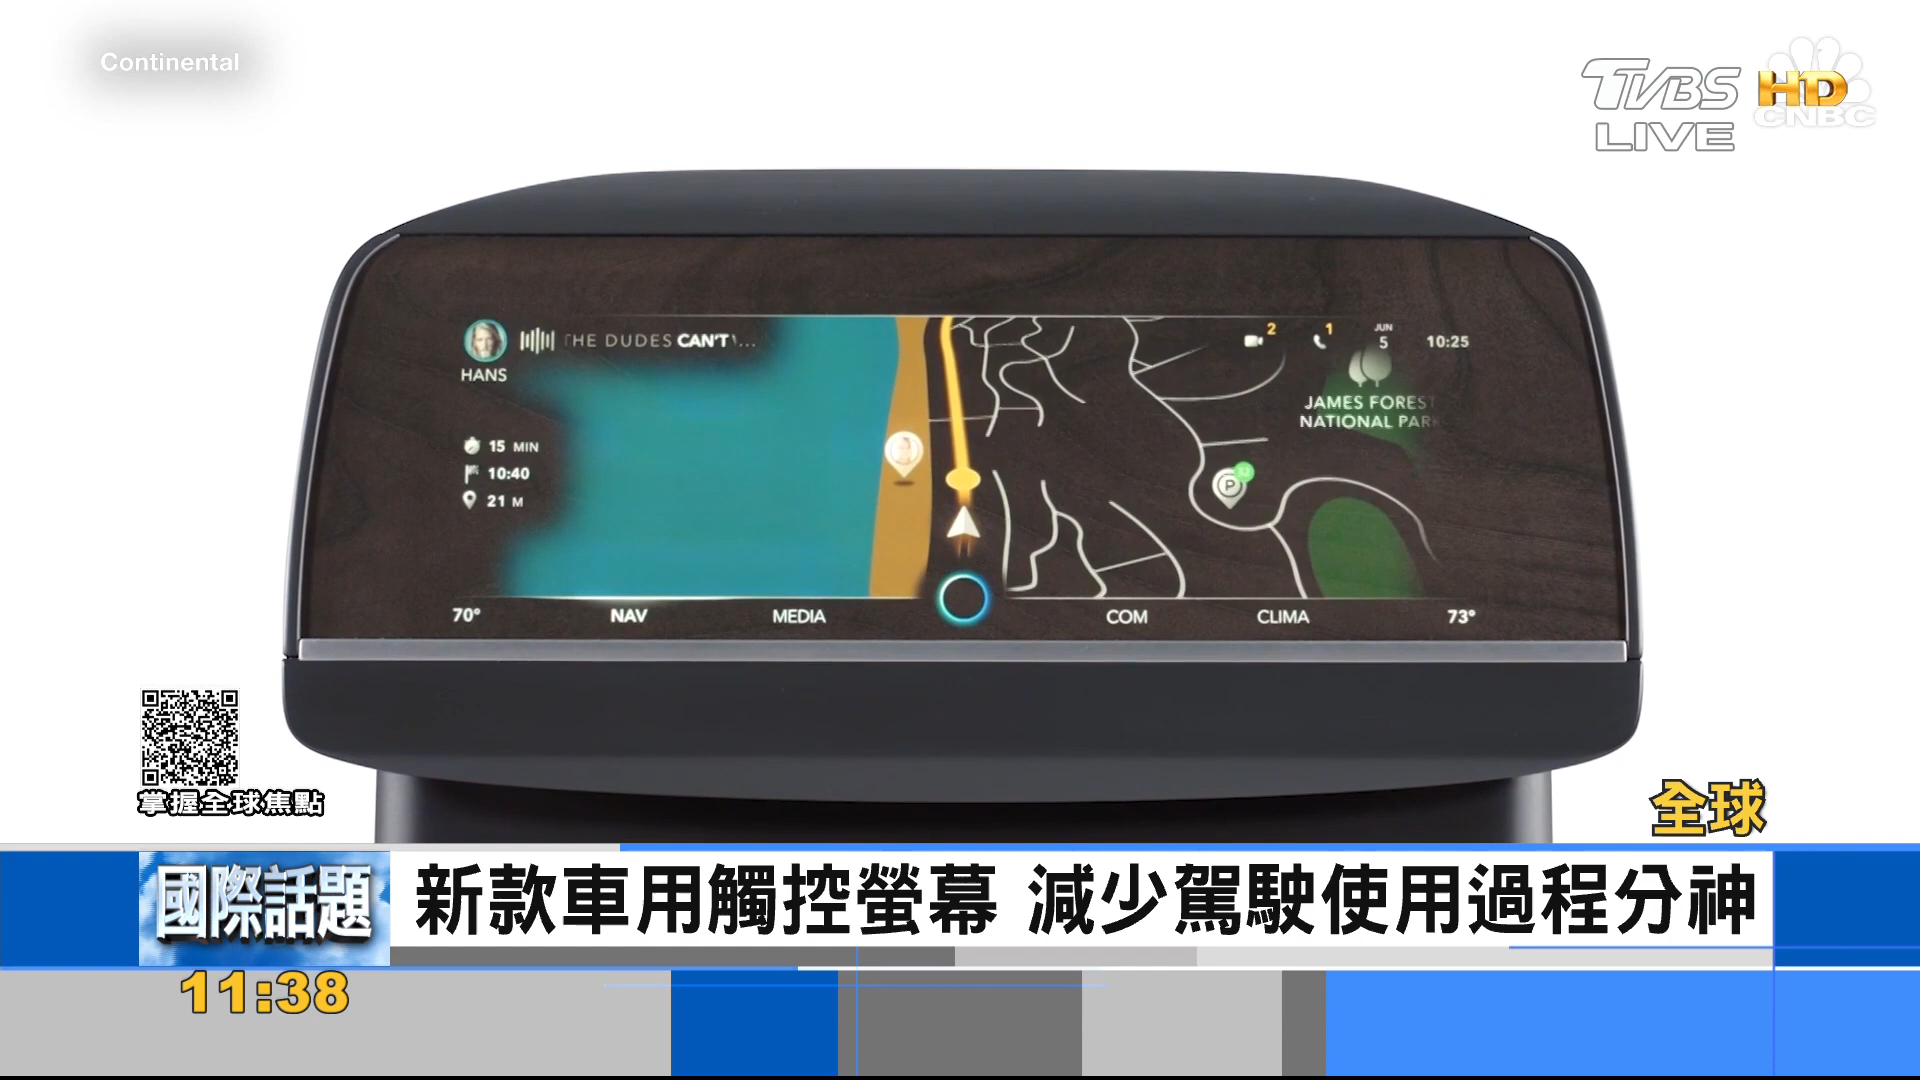 Continental
TVBS HD
LIVE
CNBC
HANS
THE DUDES CAN'T
2
1
JUN
5
10:25
JAMES FOREST
NATIONAL PARK
15 MIN
10:40
21 M
P
70°
NAV
MEDIA
COM
CLIMA
73°
掌握全球焦點
全球
國際話題
新款車用觸控螢幕 減少駕駛使用過程分神
11:38